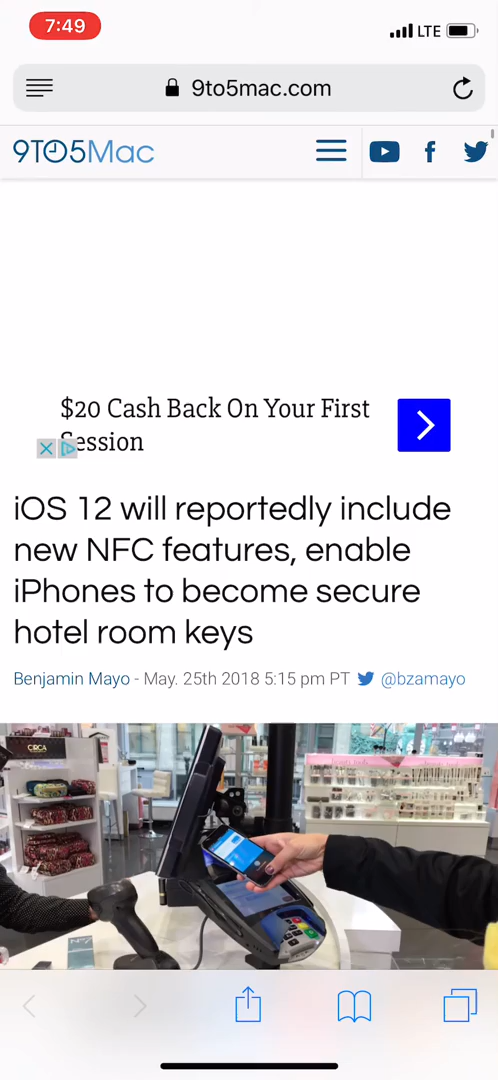 7:49
LTE
9to5mac.com
9TO5Mac
$20 Cash Back On Your First
Session
iOS 12 will reportedly include
new NFC features, enable
iPhones to become secure
hotel room keys
Benjamin Mayo - May. 25th 2018 5:15 pm PT @bzamayo
CIRCA